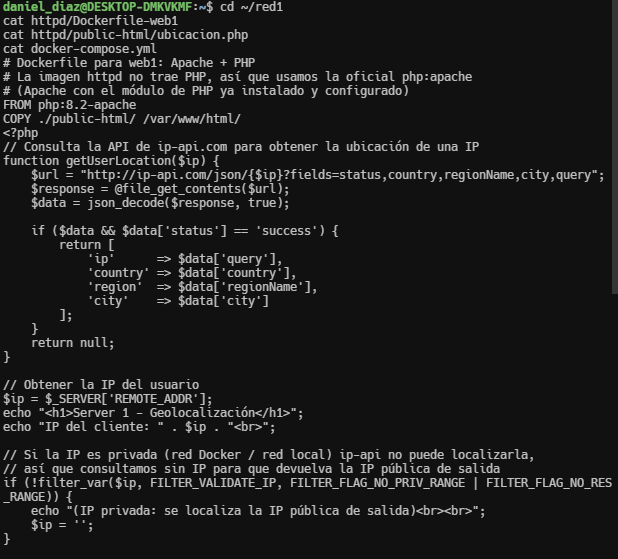 daniel_diaz@DESKTOP-DMKVKMF:~$ cd ~/red1
cat httpd/Dockerfile-web1
cat httpd/public-html/ubicacion.php
cat docker-compose.yml
# Dockerfile para web1: Apache + PHP
# La imagen httpd no trae PHP, así que usamos la oficial php:apache
# (Apache con el módulo de PHP ya instalado y configurado)
FROM php:8.2-apache
COPY ./public-html/ /var/www/html/
<?php
// Consulta la API de ip-api.com para obtener la ubicación de una IP
function getUserLocation($ip) {
    $url = "http://ip-api.com/json/{$ip}?fields=status,country,regionName,city,query";
    $response = @file_get_contents($url);
    $data = json_decode($response, true);

    if ($data && $data['status'] == 'success') {
        return [
            'ip'      => $data['query'],
            'country' => $data['country'],
            'region'  => $data['regionName'],
            'city'    => $data['city']
        ];
    }
    return null;
}

// Obtener la IP del usuario
$ip = $_SERVER['REMOTE_ADDR'];
echo "<h1>Server 1 - Geolocalización</h1>";
echo "IP del cliente: " . $ip . "<br>";

// Si la IP es privada (red Docker / red local) ip-api no puede localizarla,
// así que consultamos sin IP para que devuelva la IP pública de salida
if (!filter_var($ip, FILTER_VALIDATE_IP, FILTER_FLAG_NO_PRIV_RANGE | FILTER_FLAG_NO_RES
_RANGE)) {
    echo "(IP privada: se localiza la IP pública de salida)<br><br>";
    $ip = '';
}